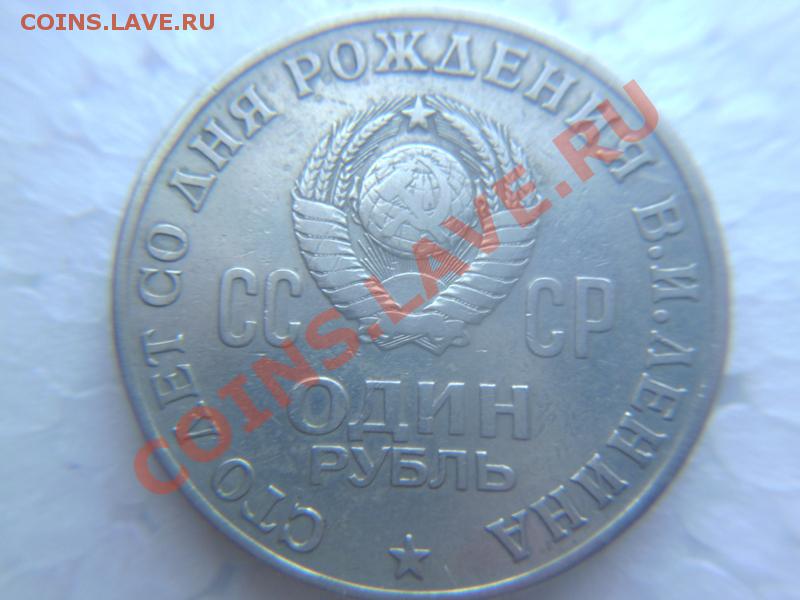 COINS.LAVE.RU
СТО ЛЕТ СО ДНЯ РОЖДЕНИЯ В.И.ЛЕНИНА
СС СР
ОДИН
РУБЛЬ
COINS.LAVE.RU